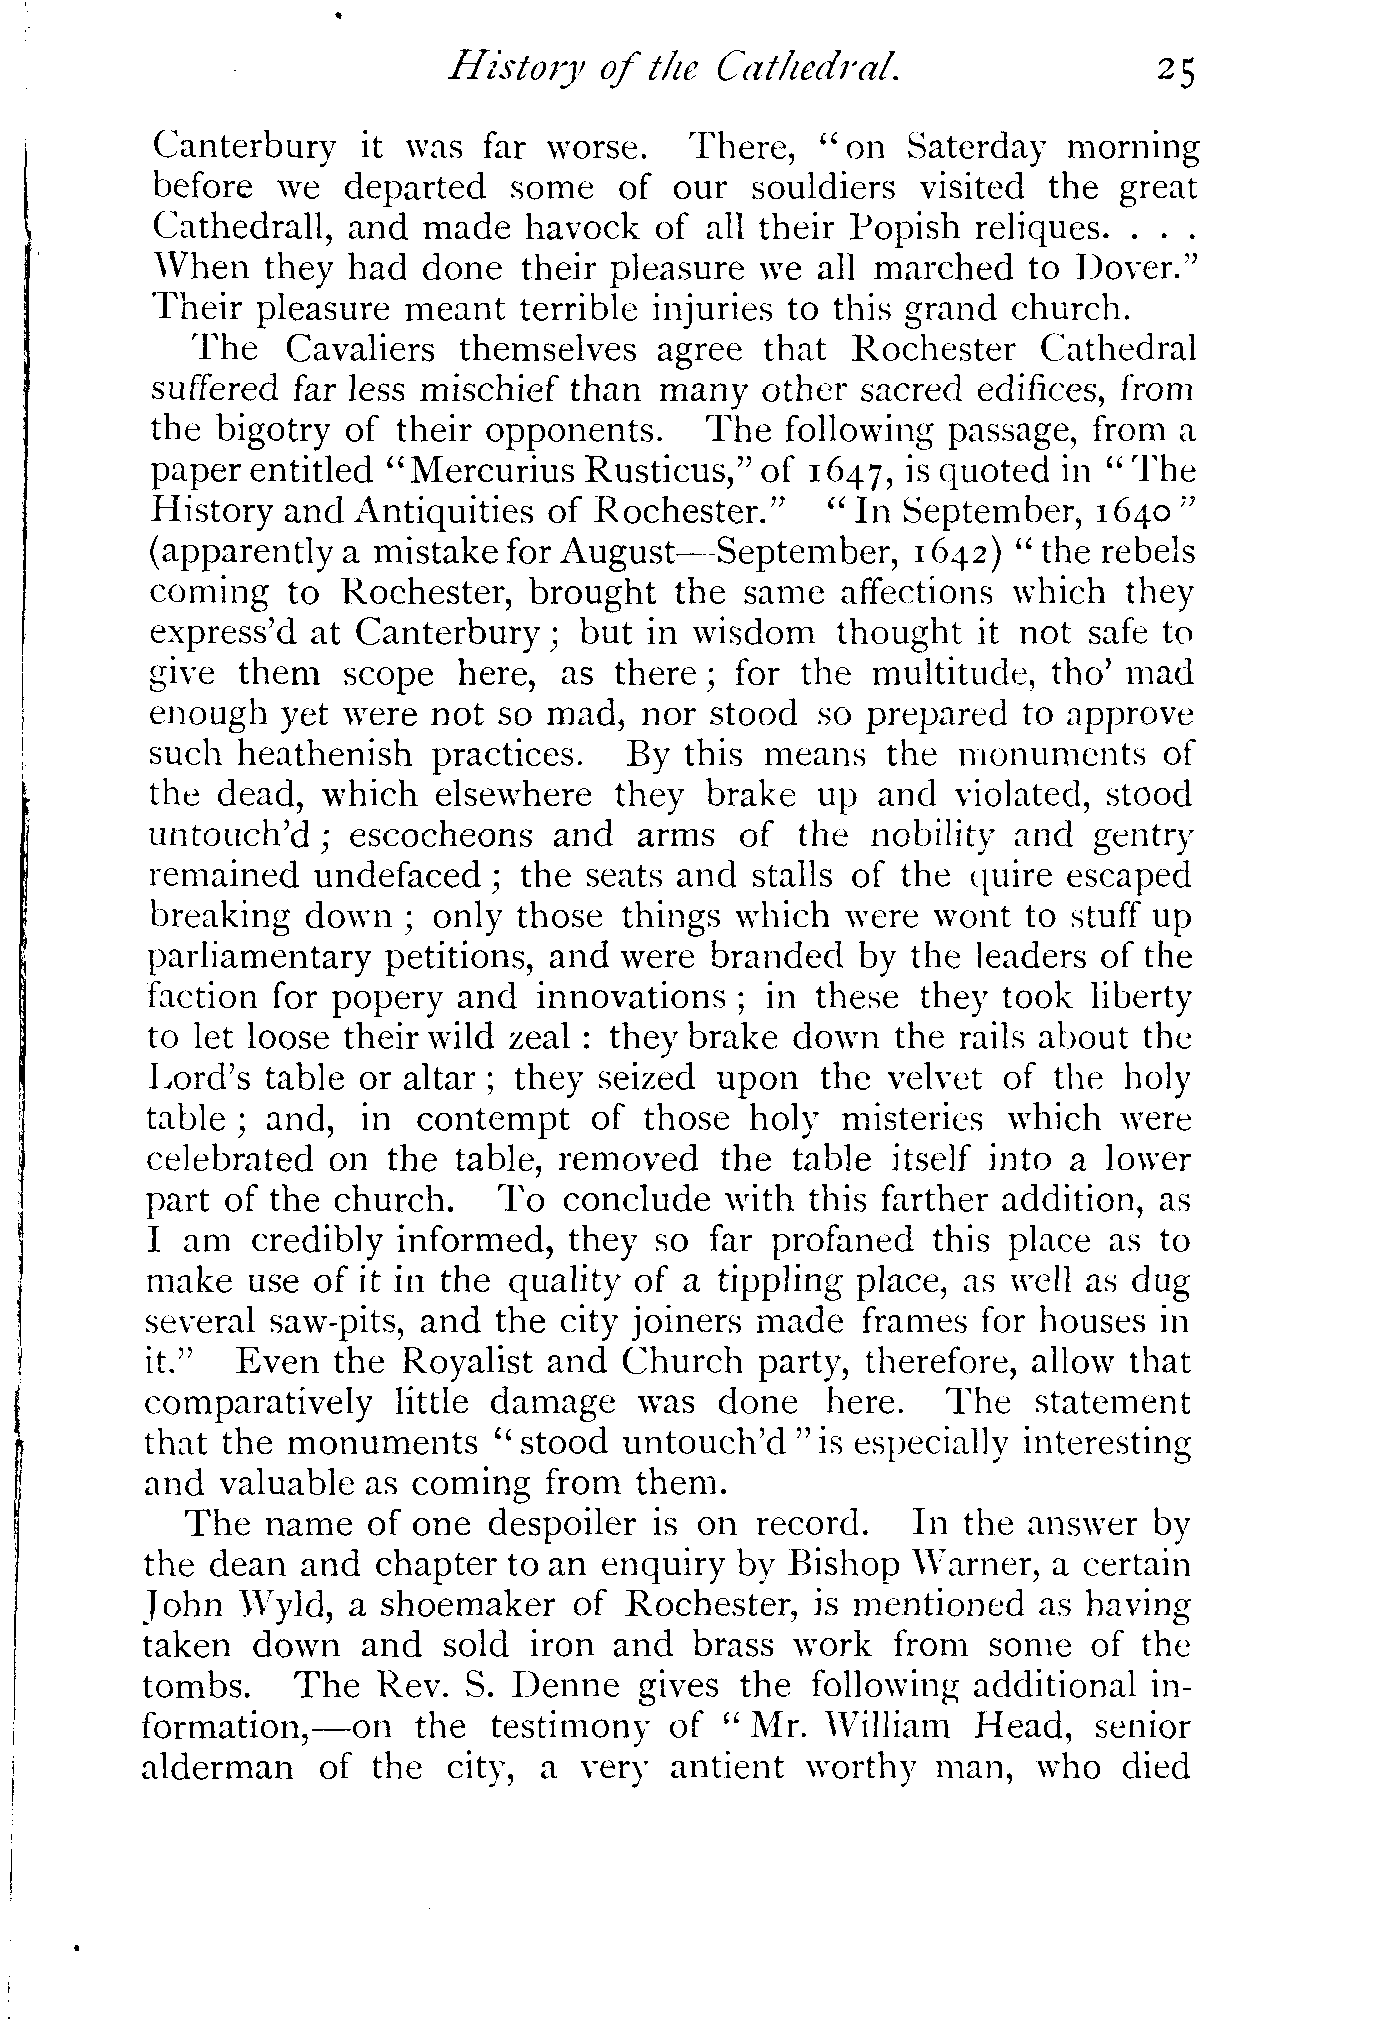 History of the Cathedral. 25
Canterbury it was far worse. There, “on Saterday morning
before we departed some of our souldiers visited the great
Cathedrall, and made havock of all their Popish reliques. . . .
When they had done their pleasure we all marched to Dover.”
Their pleasure meant terrible injuries to this grand church.
The Cavaliers themselves agree that Rochester Cathedral
suffered far less mischief than many other sacred edifices, from
the bigotry of their opponents. The following passage, from a
paper entitled “Mercurius Rusticus,” of 1647, is quoted in “The
History and Antiquities of Rochester.” “In September, 1640”
(apparently a mistake for August—September, 1642) “the rebels
coming to Rochester, brought the same affections which they
express’d at Canterbury; but in wisdom thought it not safe to
give them scope here, as there; for the multitude, tho’ mad
enough yet were not so mad, nor stood so prepared to approve
such heathenish practices. By this means the monuments of
the dead, which elsewhere they brake up and violated, stood
untouch’d; escocheons and arms of the nobility and gentry
remained undefaced; the seats and stalls of the quire escaped
breaking down; only those things which were wont to stuff up
parliamentary petitions, and were branded by the leaders of the
faction for popery and innovations; in these they took liberty
to let loose their wild zeal: they brake down the rails about the
Lord’s table or altar; they seized upon the velvet of the holy
table; and, in contempt of those holy misteries which were
celebrated on the table, removed the table itself into a lower
part of the church. To conclude with this farther addition, as
I am credibly informed, they so far profaned this place as to
make use of it in the quality of a tippling place, as well as dug
several saw-pits, and the city joiners made frames for houses in
it.” Even the Royalist and Church party, therefore, allow that
comparatively little damage was done here. The statement
that the monuments “stood untouch’d” is especially interesting
and valuable as coming from them.
The name of one despoiler is on record. In the answer by
the dean and chapter to an enquiry by Bishop Warner, a certain
John Wyld, a shoemaker of Rochester, is mentioned as having
taken down and sold iron and brass work from some of the
tombs. The Rev. S. Denne gives the following additional in-
formation,—on the testimony of “Mr. William Head, senior
alderman of the city, a very antient worthy man, who died